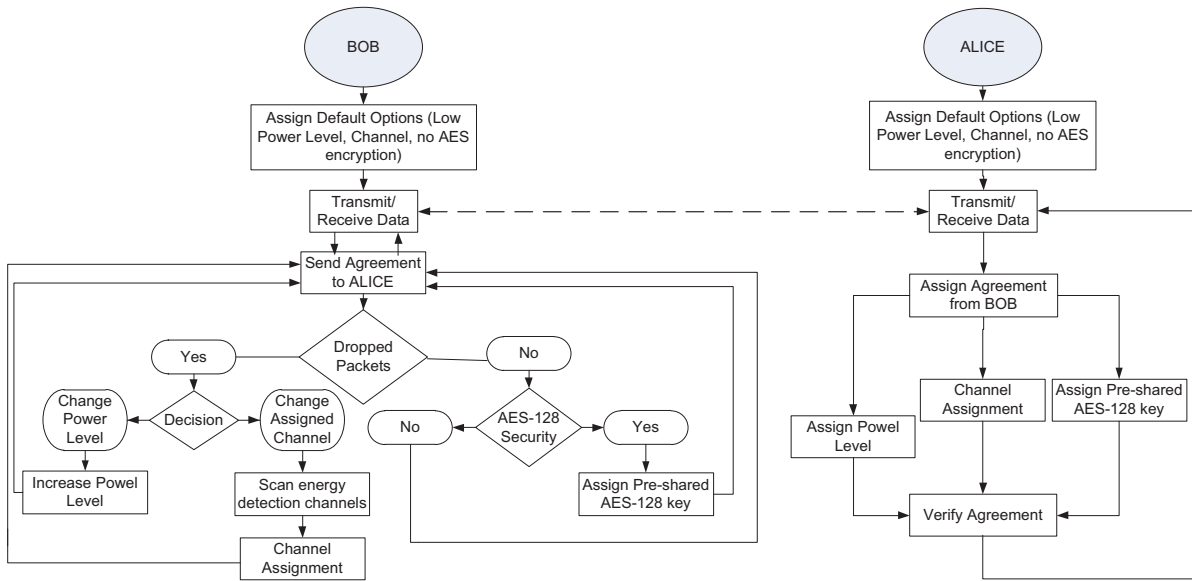 BOB
Assign Default Options (Low
Power Level, Channel, no AES
encryption)
Transmit/
Receive Data
Send Agreement
to ALICE
Dropped
Packets
Yes
No
Change
Power
Level
Decision
Change
Assigned
Channel
No
AES-128
Security
Yes
Increase Powel
Level
Scan energy
detection channels
Assign Pre-shared
AES-128 key
Channel
Assignment
ALICE
Assign Default Options (Low
Power Level, Channel, no AES
encryption)
Transmit/
Receive Data
Assign Agreement
from BOB
Assign Powel
Level
Channel
Assignment
Assign Pre-shared
AES-128 key
Verify Agreement